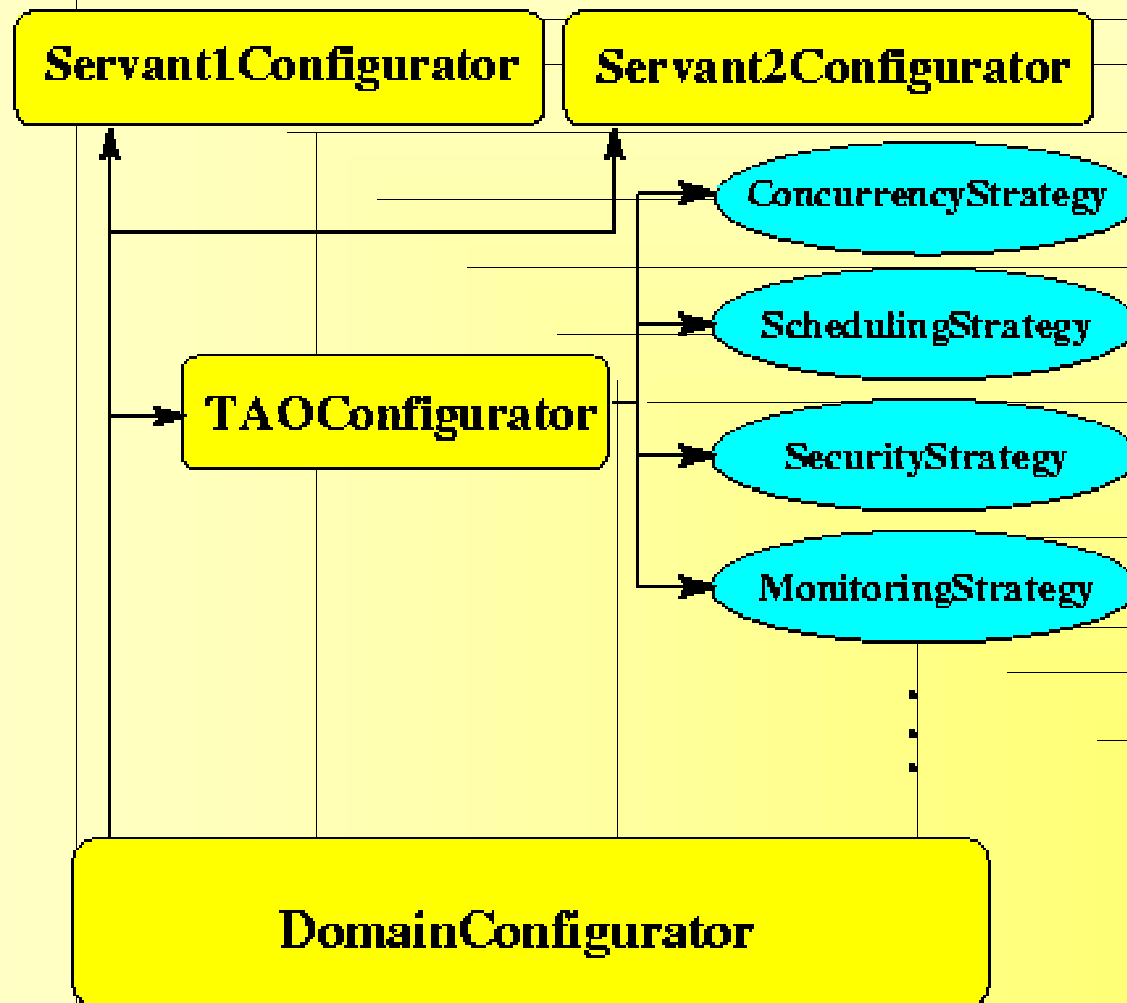 Servant1Configurator
Servant2Configurator
ConcurrencyStrategy
SchedulingStrategy
TAOConfigurator
SecurityStrategy
MonitoringStrategy
DomainConfigurator